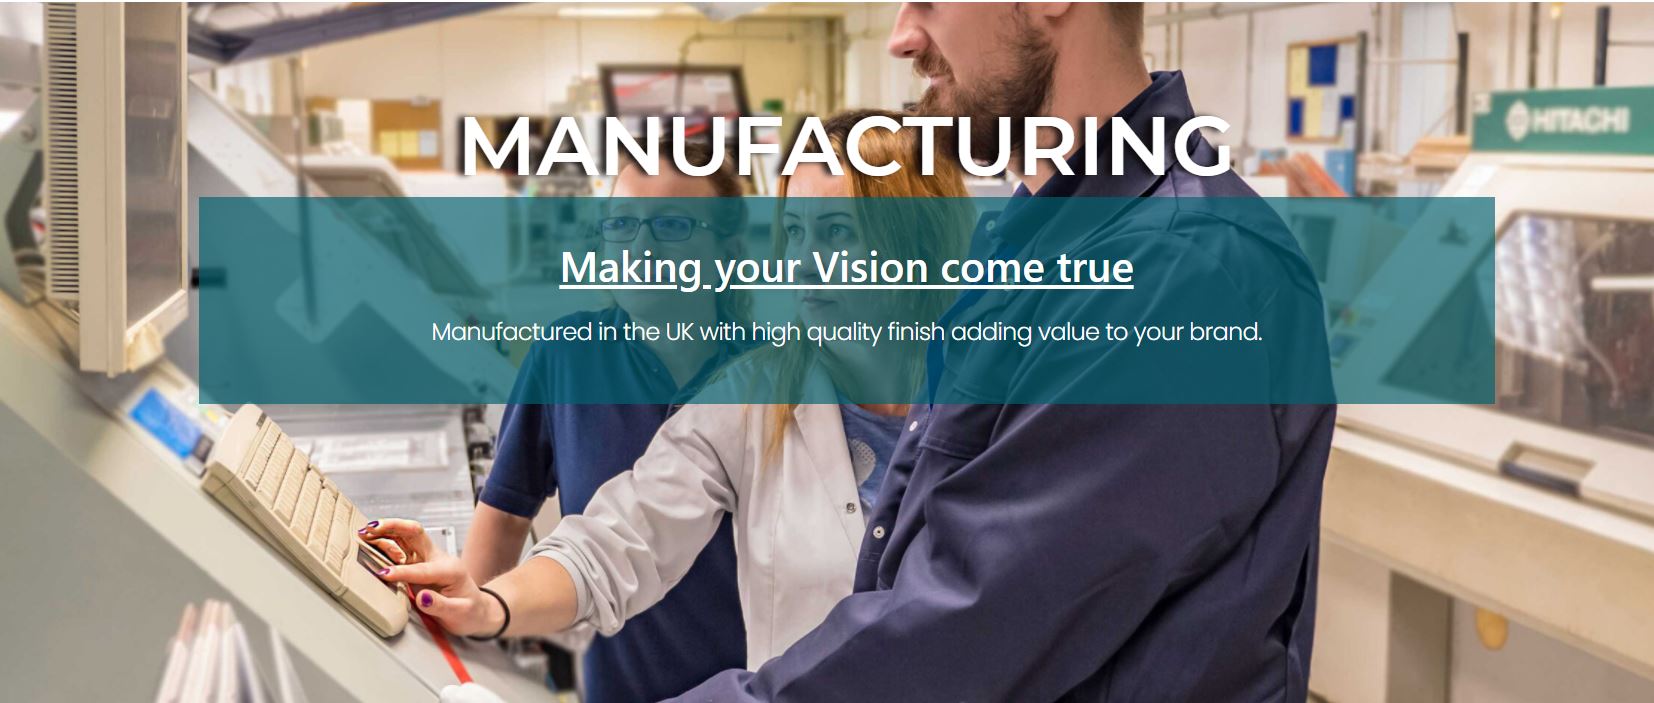 MANUFACTURING
HITACHI
Making your Vision come true
Manufactured in the UK with high quality finish adding value to your brand.